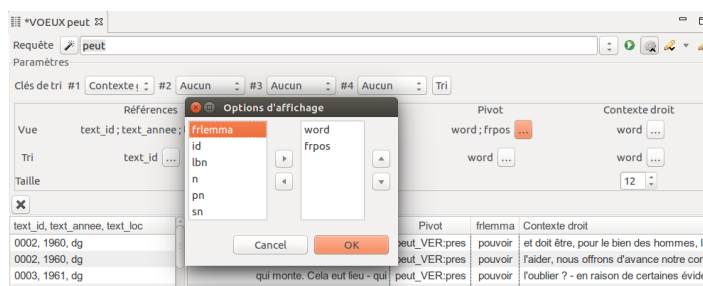 *VOEUX peut
Requête peut
Paramètres
Clés de tri #1 Contexte #2 Aucun #3 Aucun #4 Aucun Tri
Références Pivot Contexte droit
Vue text_id ; text_annee ; word ; frpos ... word ...
Tri text_id ... word ... word ...
Taille 12
Options d'affichage
frlemma
id
lbn
n
pn
sn
word
frpos
Cancel OK
text_id, text_annee, text_loc Pivot frlemma Contexte droit
0002, 1960, dg peut_VER:pres pouvoir et doit être, pour le bien des hommes,
0002, 1960, dg peut_VER:pres pouvoir l'aider, nous offrons d'avance notre
0003, 1961, dg qui monte. Cela eut lieu - qui peut_VER:pres pouvoir l'oublier ? - en raison de certaines